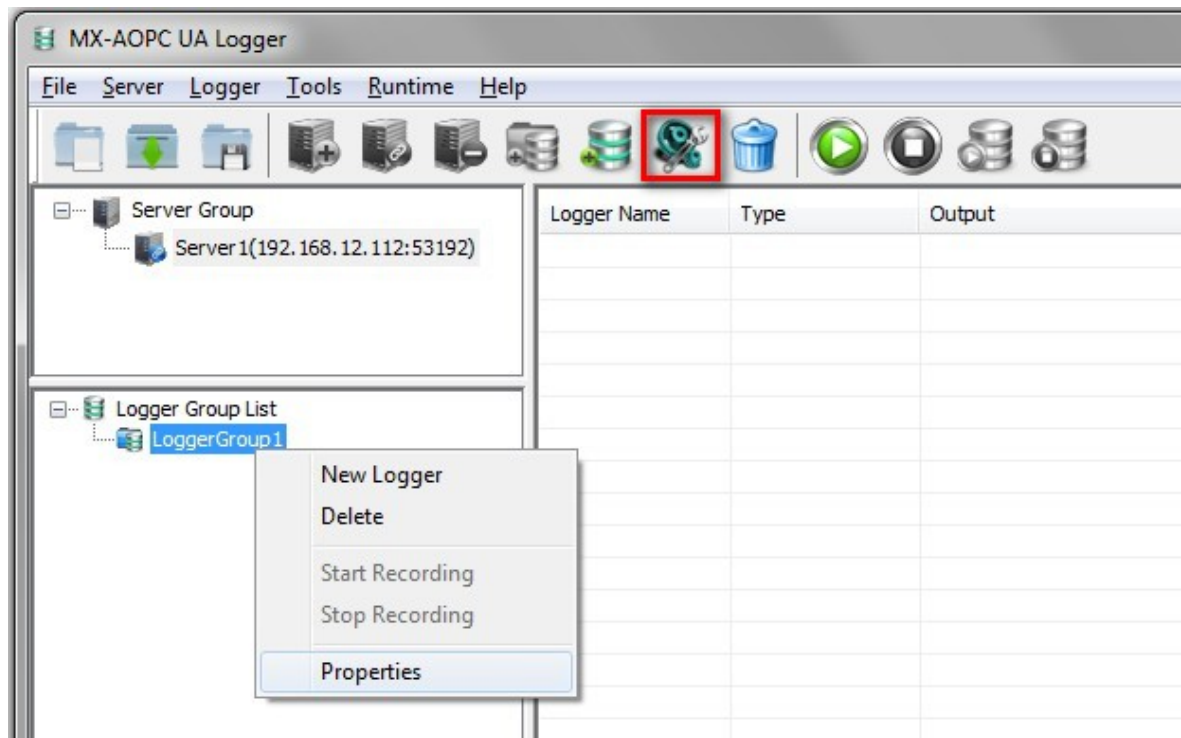 MX-AOPC UA Logger
File Server Logger Tools Runtime Help
Server Group
Server1(192.168.12.112:53192)
Logger Name Type Output
Logger Group List
LoggerGroup1
New Logger
Delete
Start Recording
Stop Recording
Properties